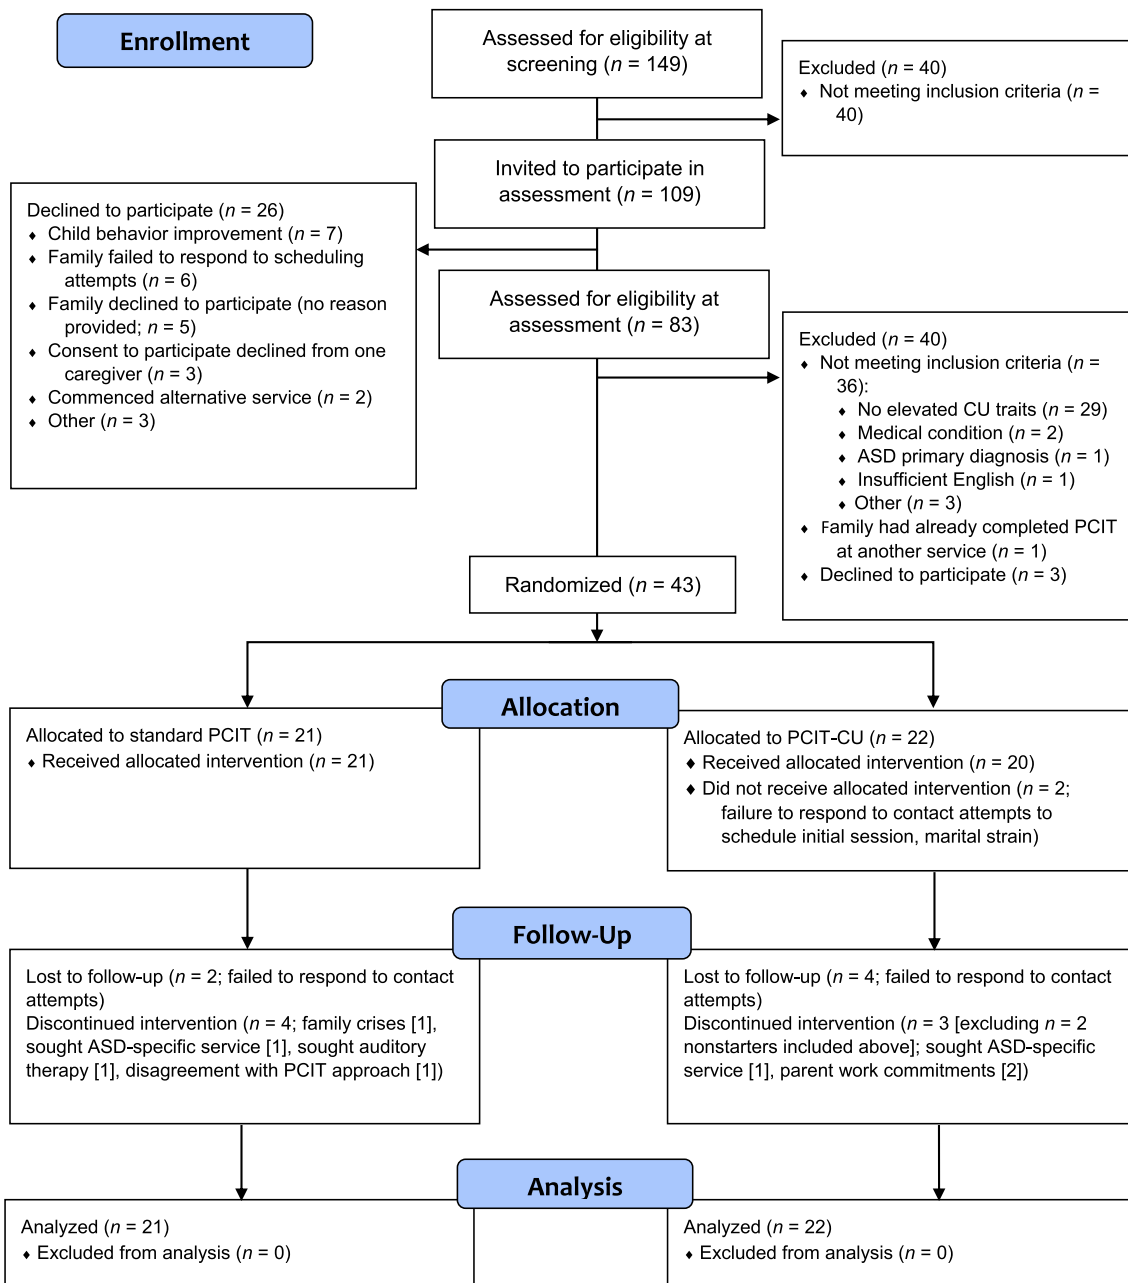 Enrollment
Assessed for eligibility at
screening (n = 149)
Excluded (n = 40)
♦ Not meeting inclusion criteria (n =
40)
Invited to participate in
assessment (n = 109)
Declined to participate (n = 26)
♦ Child behavior improvement (n = 7)
♦ Family failed to respond to scheduling
attempts (n = 6)
♦ Family declined to participate (no reason
provided; n = 5)
♦ Consent to participate declined from one
caregiver (n = 3)
♦ Commenced alternative service (n = 2)
♦ Other (n = 3)
Assessed for eligibility at
assessment (n = 83)
Excluded (n = 40)
♦ Not meeting inclusion criteria (n =
36):
♦ No elevated CU traits (n = 29)
♦ Medical condition (n = 2)
♦ ASD primary diagnosis (n = 1)
♦ Insufficient English (n = 1)
♦ Other (n = 3)
♦ Family had already completed PCIT
at another service (n = 1)
♦ Declined to participate (n = 3)
Randomized (n = 43)
Allocation
Allocated to standard PCIT (n = 21)
♦ Received allocated intervention (n = 21)
Allocated to PCIT-CU (n = 22)
♦ Received allocated intervention (n = 20)
♦ Did not receive allocated intervention (n = 2;
failure to respond to contact attempts to
schedule initial session, marital strain)
Follow-Up
Lost to follow-up (n = 2; failed to respond to contact
attempts)
Discontinued intervention (n = 4; family crises [1],
sought ASD-specific service [1], sought auditory
therapy [1], disagreement with PCIT approach [1])
Lost to follow-up (n = 4; failed to respond to contact
attempts)
Discontinued intervention (n = 3 [excluding n = 2
nonstarters included above]; sought ASD-specific
service [1], parent work commitments [2])
Analysis
Analyzed (n = 21)
♦ Excluded from analysis (n = 0)
Analyzed (n = 22)
♦ Excluded from analysis (n = 0)